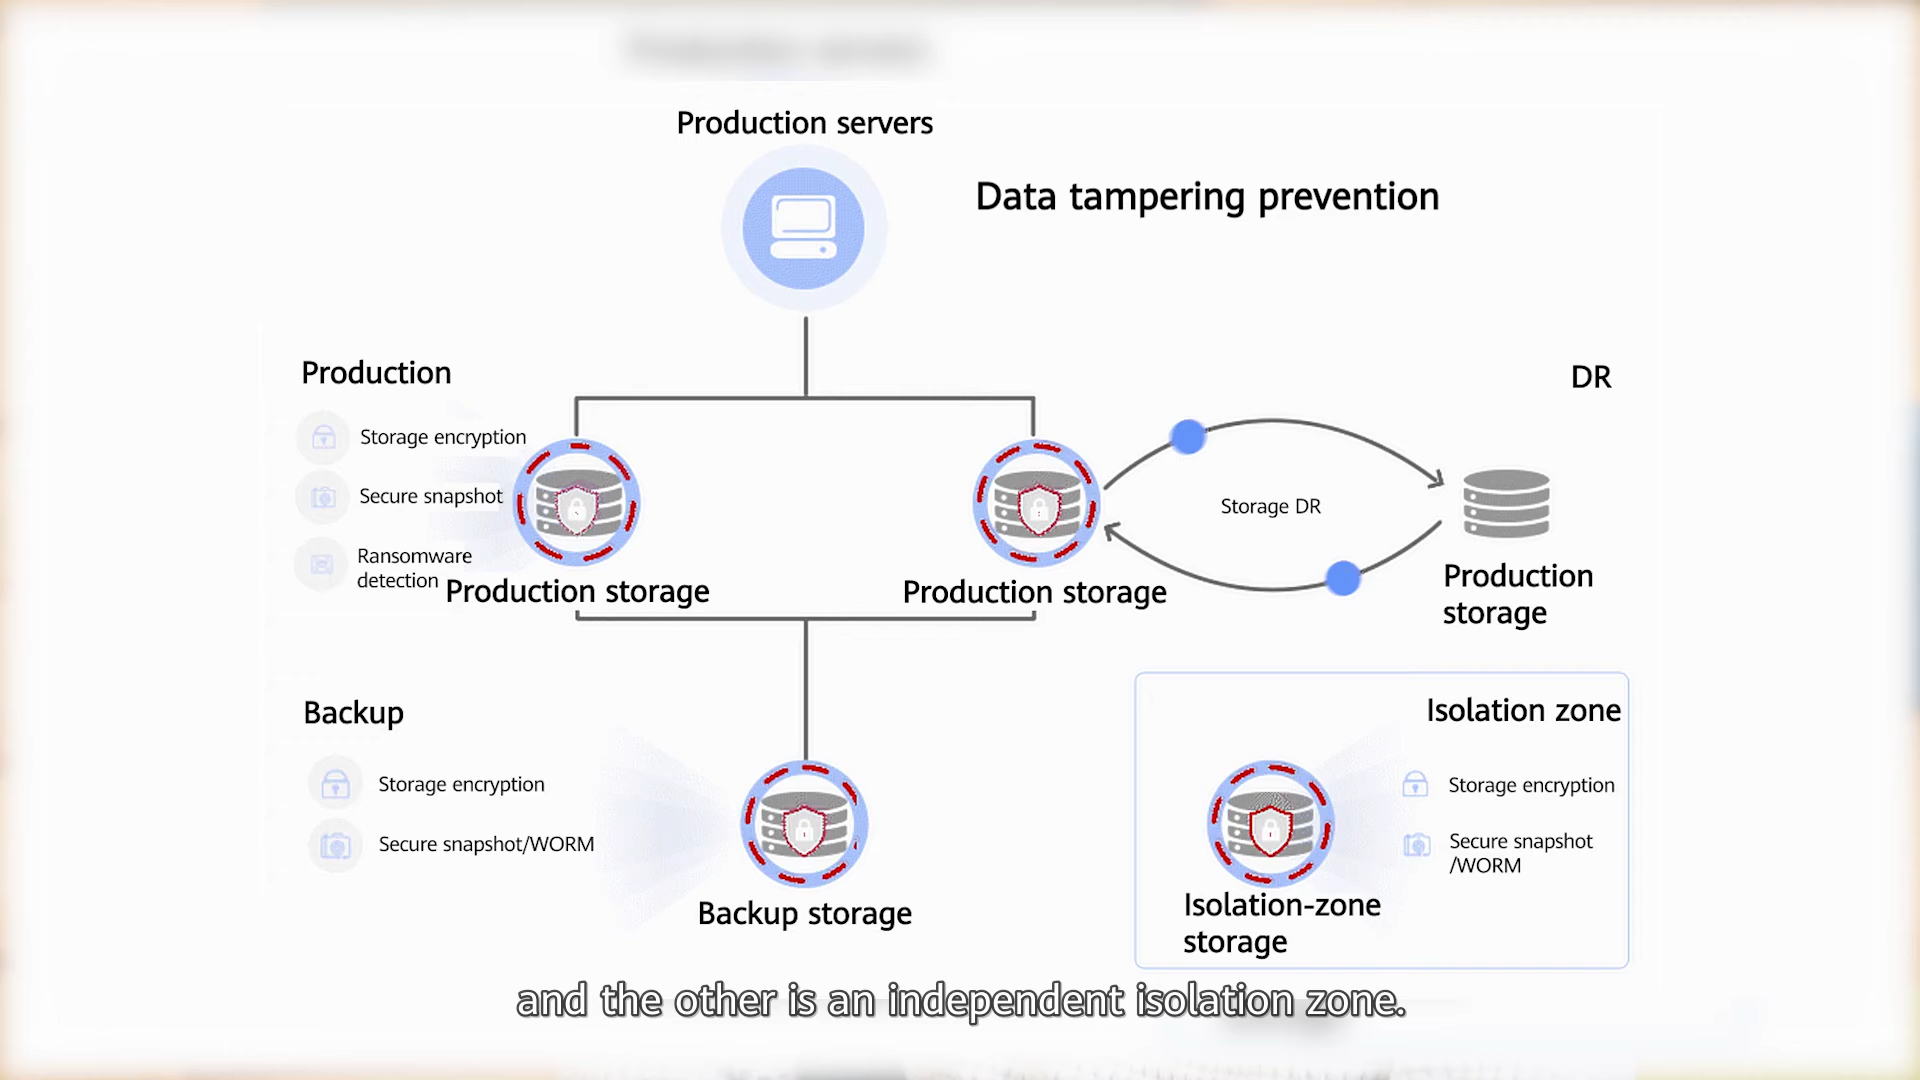 Production servers
Data tampering prevention
Production
DR
Storage encryption
Secure snapshot
Ransomware
detection
Production storage
Production storage
Storage DR
Production
storage
Backup
Storage encryption
Secure snapshot/WORM
Backup storage
Isolation zone
Storage encryption
Secure snapshot
/WORM
Isolation-zone
storage
and the other is an independent isolation zone.